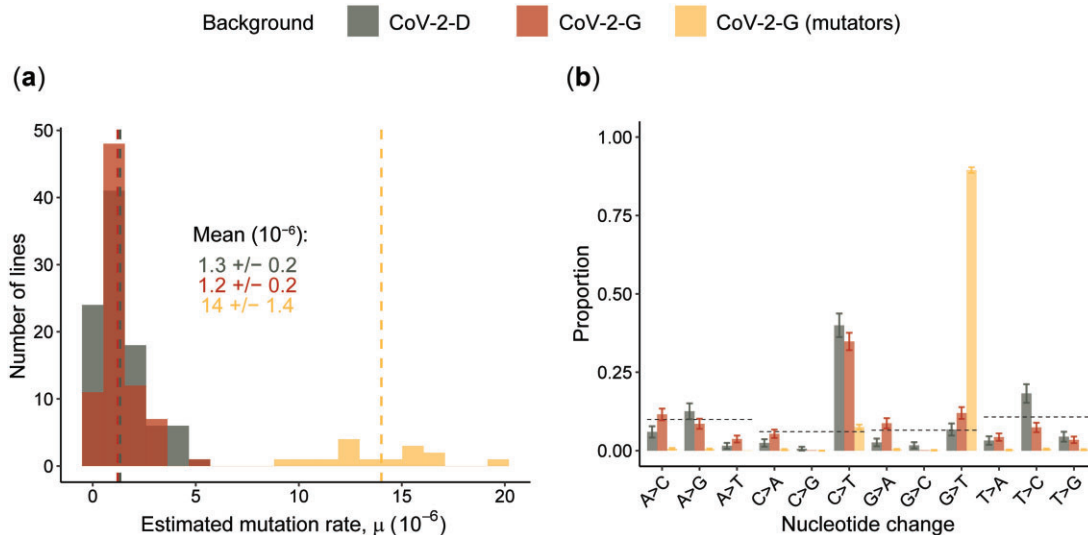 Background CoV-2-D CoV-2-G CoV-2-G (mutators)
(a)
50
40
30
20
10
0
Number of lines
Mean (10⁻⁶):
1.3 +/− 0.2
1.2 +/− 0.2
14 +/− 1.4
0 5 10 15 20
Estimated mutation rate, μ (10⁻⁶)
(b)
1.00
0.75
0.50
0.25
0.00
Proportion
A>C A>G A>T C>A C>G C>T G>A G>C G>T T>A T>C T>G
Nucleotide change